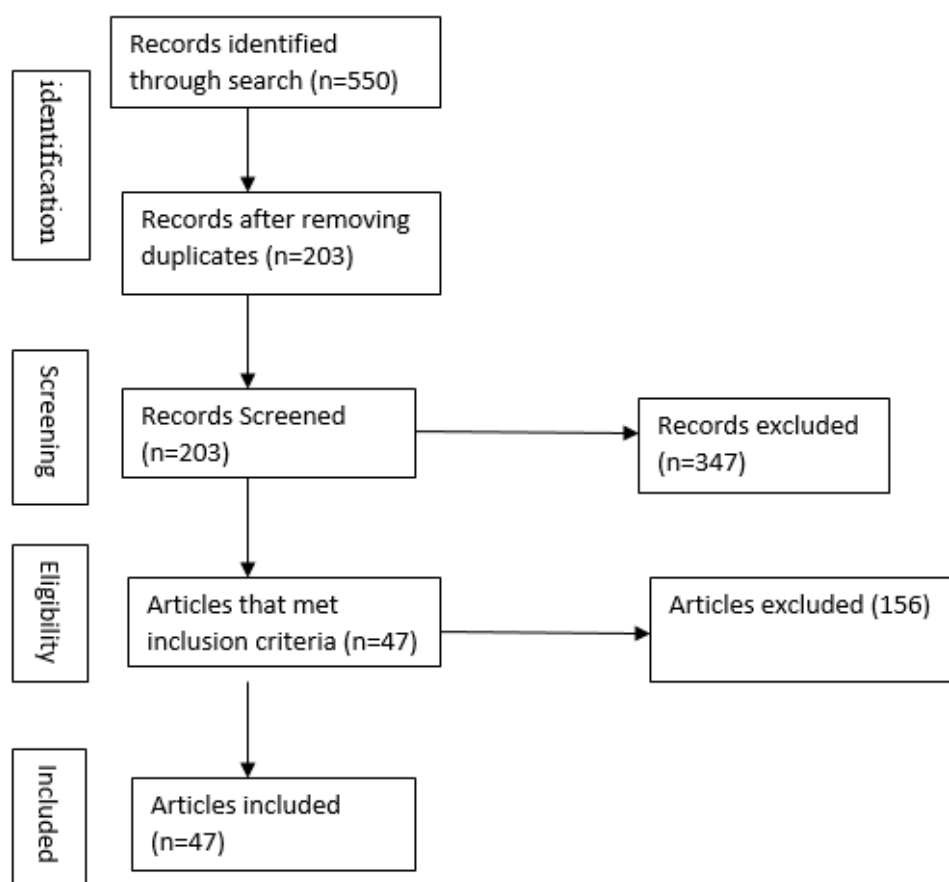 identification
Records identified
through search (n=550)
Records after removing
duplicates (n=203)
Screening
Records Screened
(n=203)
Records excluded
(n=347)
Eligibility
Articles that met
inclusion criteria (n=47)
Articles excluded (156)
Included
Articles included
(n=47)